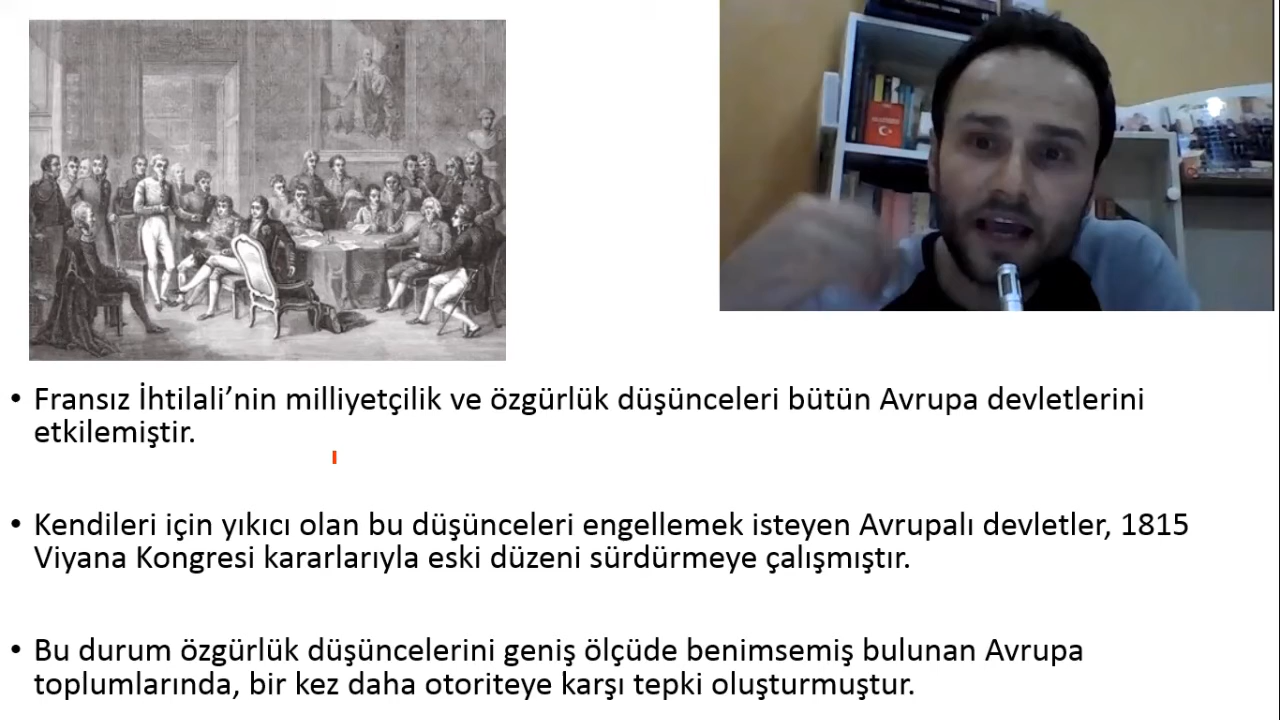 • Fransız İhtilali’nin milliyetçilik ve özgürlük düşünceleri bütün Avrupa devletlerini
etkilemiştir.
• Kendileri için yıkıcı olan bu düşünceleri engellemek isteyen Avrupalı devletler, 1815
Viyana Kongresi kararlarıyla eski düzeni sürdürmeye çalışmıştır.
• Bu durum özgürlük düşüncelerini geniş ölçüde benimsemiş bulunan Avrupa
toplumlarında, bir kez daha otoriteye karşı tepki oluşturmuştur.